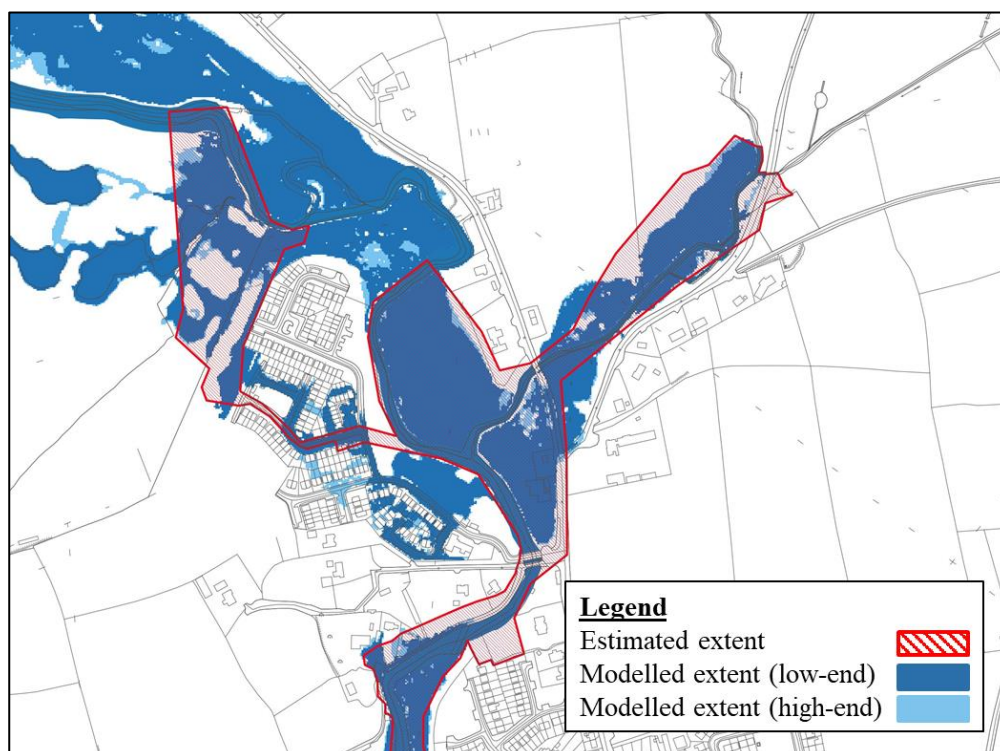 Legend
Estimated extent
Modelled extent (low-end)
Modelled extent (high-end)